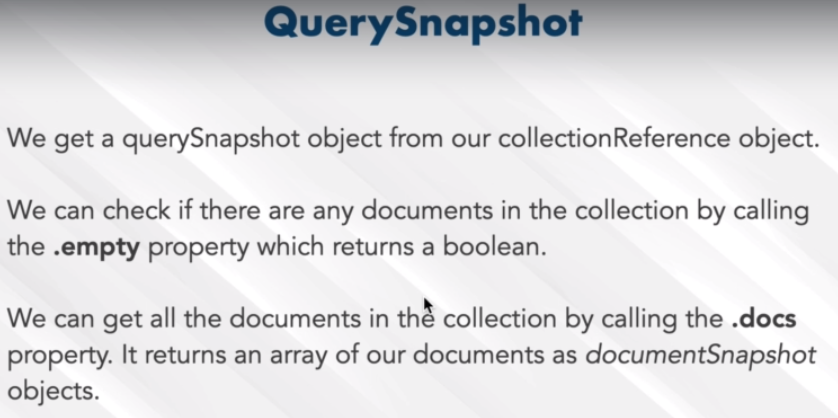 QuerySnapshot
We get a querySnapshot object from our collectionReference object.
We can check if there are any documents in the collection by calling
the .empty property which returns a boolean.
We can get all the documents in the collection by calling the .docs
property. It returns an array of our documents as documentSnapshot
objects.